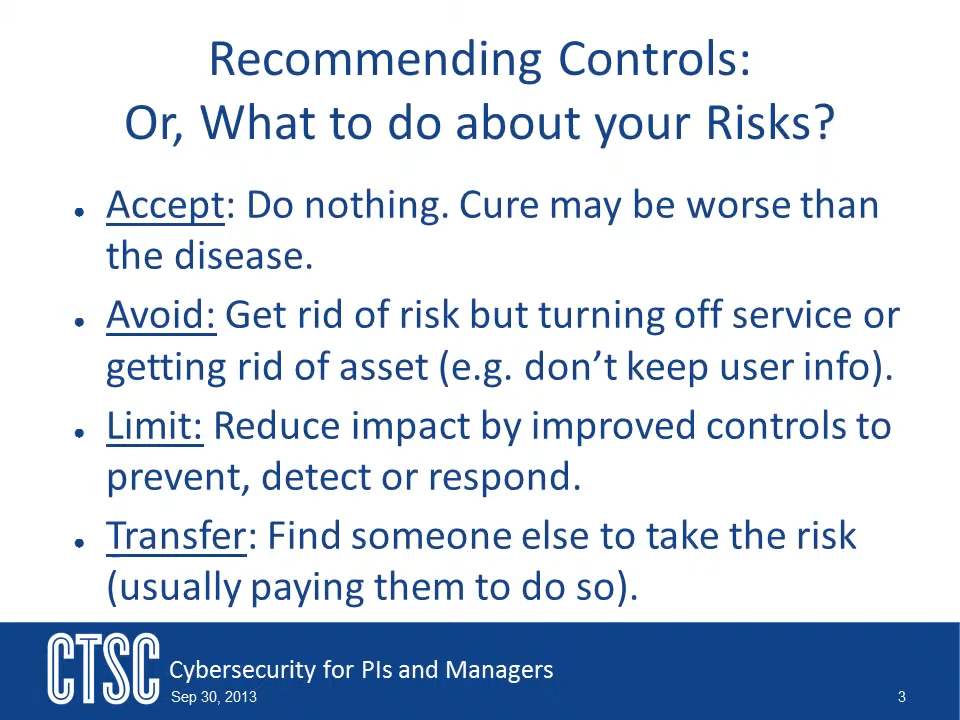 Recommending Controls:
Or, What to do about your Risks?
• Accept: Do nothing. Cure may be worse than
the disease.
• Avoid: Get rid of risk but turning off service or
getting rid of asset (e.g. don’t keep user info).
• Limit: Reduce impact by improved controls to
prevent, detect or respond.
• Transfer: Find someone else to take the risk
(usually paying them to do so).
CTSC
Cybersecurity for PIs and Managers
Sep 30, 2013
3